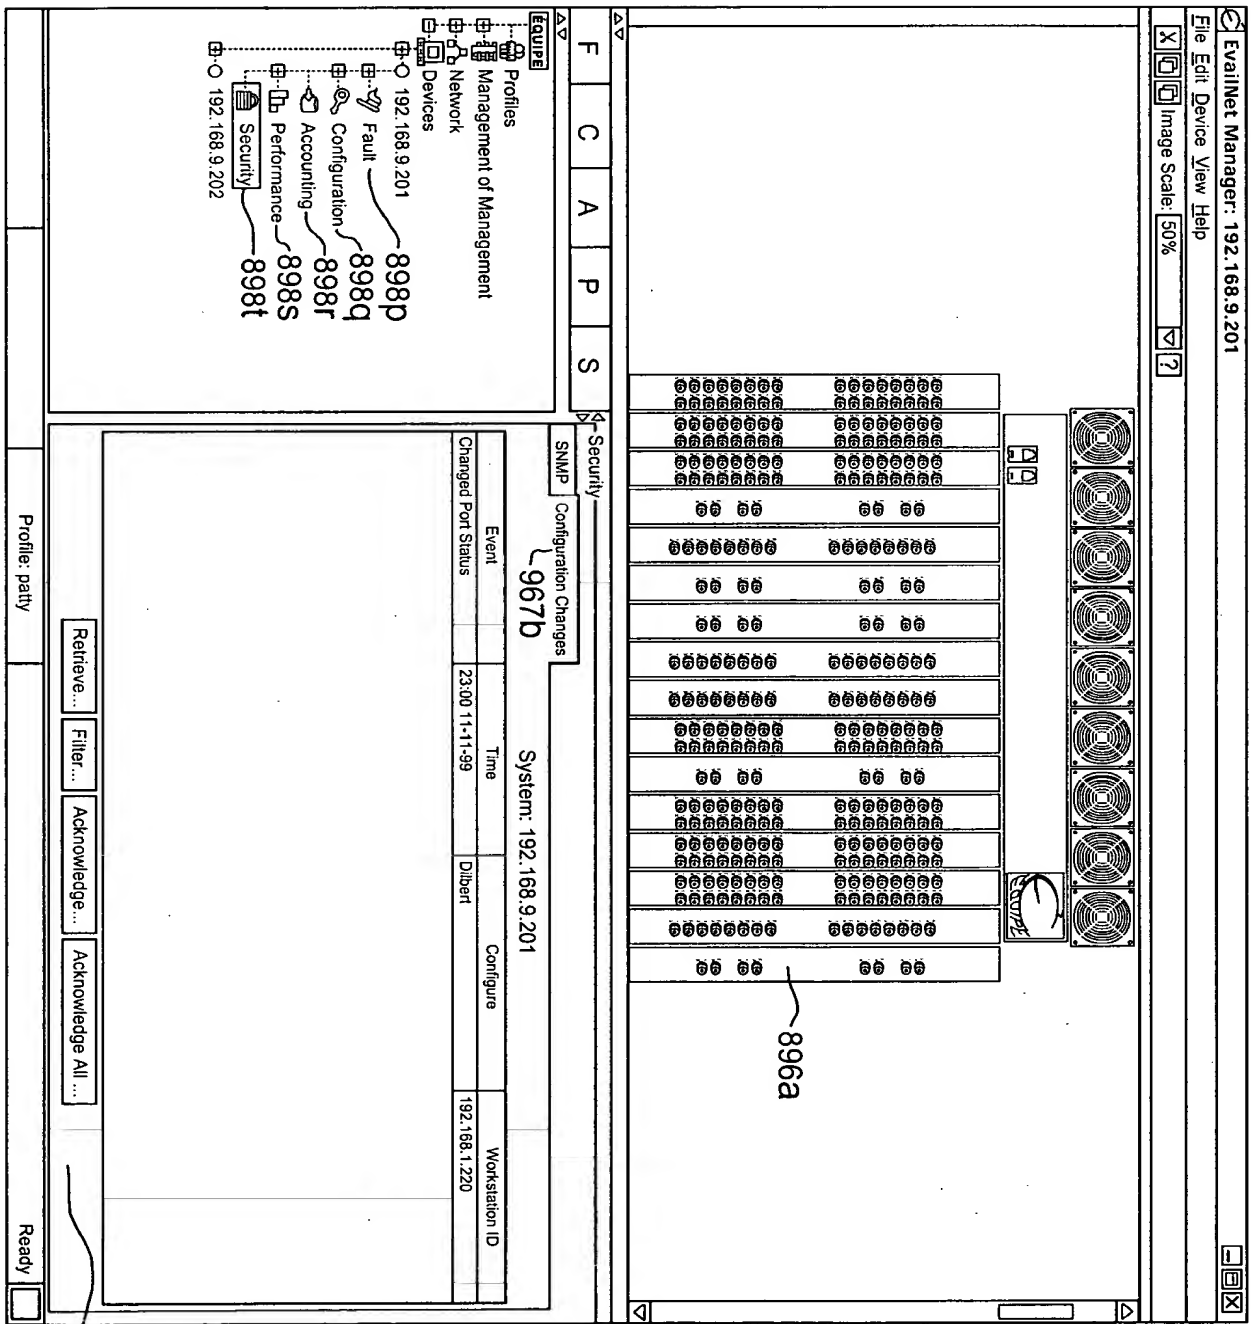 EvailNet Manager: 192.168.9.201
File Edit Device View Help
Image Scale: 50% ?
896a
F C A P S
EQUIPE
Profiles
Management of Management
Network
Devices
192.168.9.201
Fault 898p
Configuration 898q
Accounting 898r
Performance 898s
Security 898t
192.168.9.202
Security
SNMP Configuration Changes
967b
System: 192.168.9.201
Event Time Configure Workstation ID
Changed Port Status 23:00 11-11-99 Dilbert 192.168.1.220
Retrieve... Filter... Acknowledge... Acknowledge All ...
Profile: patty
Ready
EQUIPE